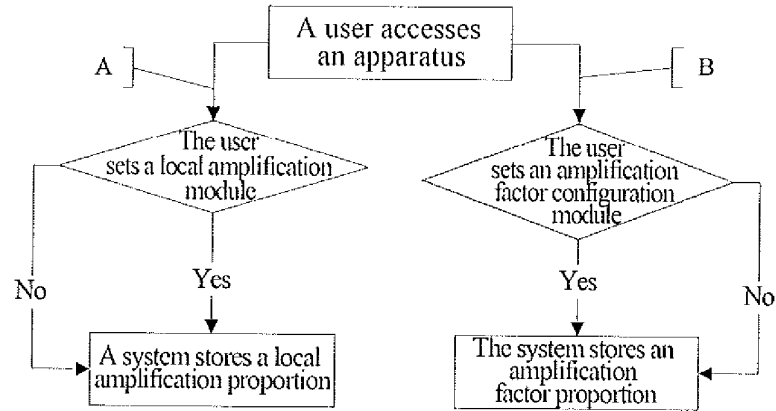 A user accesses
an apparatus
A
B
The user
sets a local amplification
module
The user
sets an amplification
factor configuration
module
Yes
No
Yes
No
A system stores a local
amplification proportion
The system stores an
amplification
factor proportion